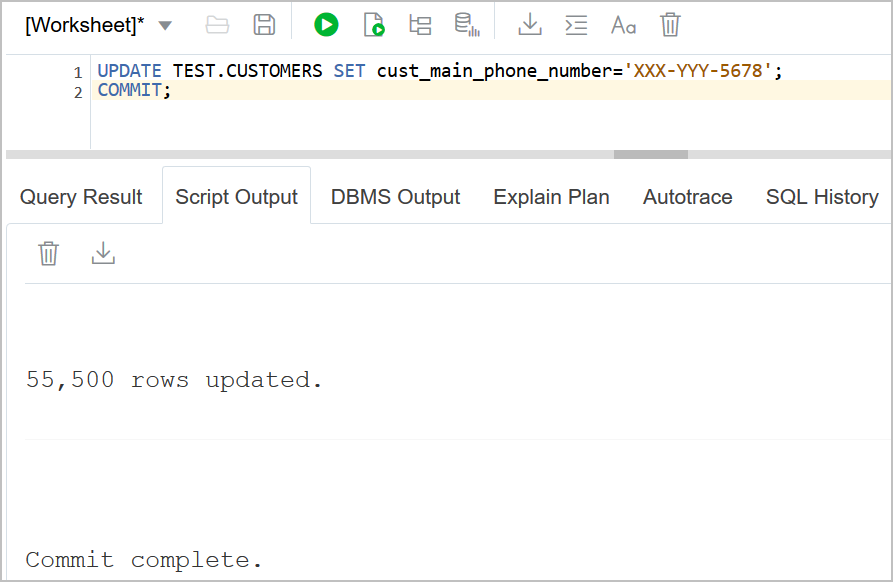 [Worksheet]*
Aa
1 UPDATE TEST.CUSTOMERS SET cust_main_phone_number='XXX-YYY-5678';
2 COMMIT;
Query Result Script Output DBMS Output Explain Plan Autotrace SQL History
55,500 rows updated.
Commit complete.